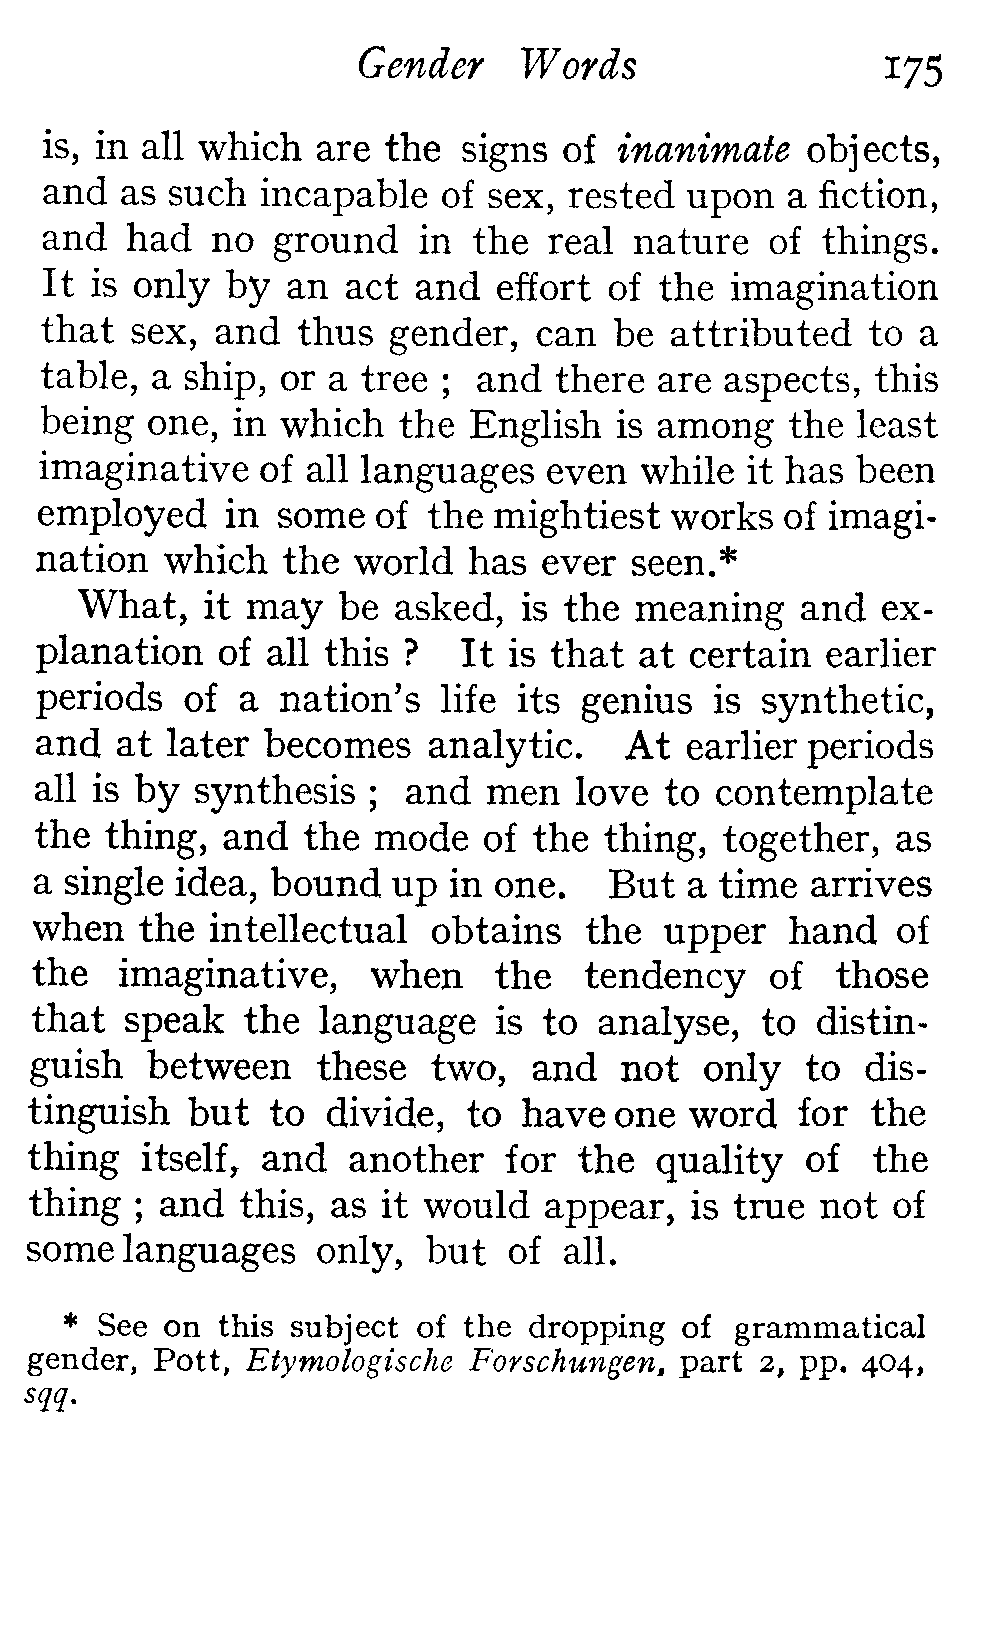 Gender Words 175
is, in all which are the signs of inanimate objects,
and as such incapable of sex, rested upon a fiction,
and had no ground in the real nature of things.
It is only by an act and effort of the imagination
that sex, and thus gender, can be attributed to a
table, a ship, or a tree ; and there are aspects, this
being one, in which the English is among the least
imaginative of all languages even while it has been
employed in some of the mightiest works of imagi-
nation which the world has ever seen.*
What, it may be asked, is the meaning and ex-
planation of all this ? It is that at certain earlier
periods of a nation's life its genius is synthetic,
and at later becomes analytic. At earlier periods
all is by synthesis ; and men love to contemplate
the thing, and the mode of the thing, together, as
a single idea, bound up in one. But a time arrives
when the intellectual obtains the upper hand of
the imaginative, when the tendency of those
that speak the language is to analyse, to distin-
guish between these two, and not only to dis-
tinguish but to divide, to have one word for the
thing itself, and another for the quality of the
thing ; and this, as it would appear, is true not of
some languages only, but of all.
* See on this subject of the dropping of grammatical
gender, Pott, Etymologische Forschungen, part 2, pp. 404,
sqq.